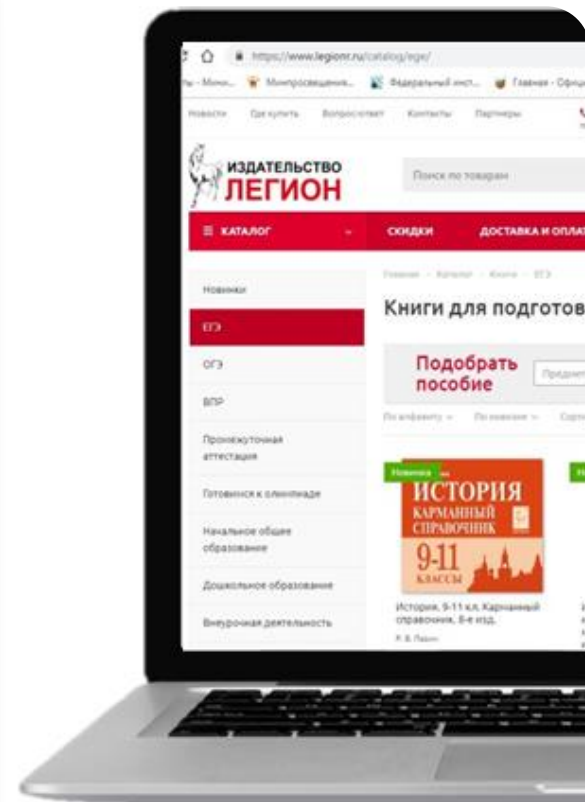 https://www.legionr.ru/catalog/ege/
Минпросвещения... Федеральный инст... Главная - Офиц
Новости Где купить Вопрос-ответ Контакты Партнеры
ИЗДАТЕЛЬСТВО
ЛЕГИОН
Поиск по товарам
КАТАЛОГ СКИДКИ ДОСТАВКА И ОПЛАТ
Главная - Каталог - Книги - ЕГЭ
Новинки
Книги для подготов
ЕГЭ
ОГЭ
Подобрать
пособие
Предмет
ВПР
По алфавиту По новизне
Промежуточная
аттестация
Новинка
Готовимся к олимпиаде
ИСТОРИЯ
КАРМАННЫЙ
СПРАВОЧНИК
9-11
КЛАССЫ
Начальное общее
образование
Дошкольное образование
Внеурочная деятельность
История. 9-11 кл. Карманный
справочник. 8-е изд.
Р. В. Пазин